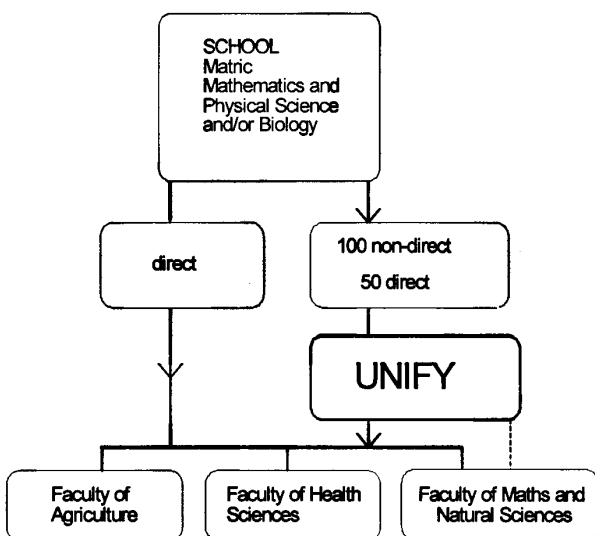 SCHOOL
Matric
Mathematics and
Physical Science
and/or Biology
direct
100 non-direct
50 direct
UNIFY
Faculty of
Agriculture
Faculty of Health
Sciences
Faculty of Maths and
Natural Sciences